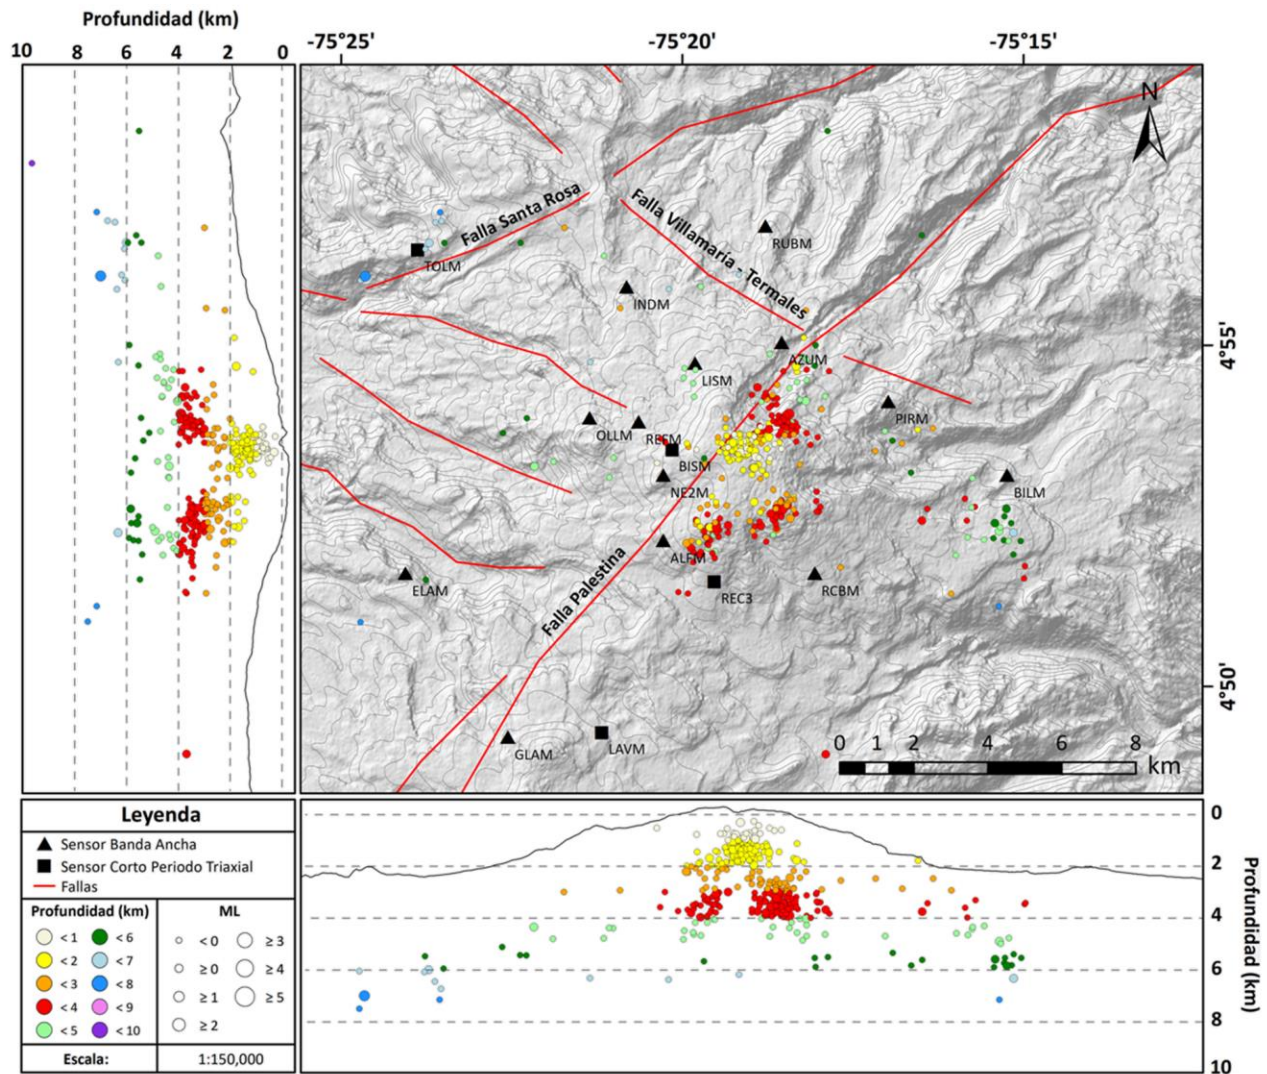 Profundidad (km)
10 8 6 4 2 0
-75°25' -75°20' -75°15'
N
Falla Santa Rosa
Falla Villamaria - Termales
RUBM
TOLM
INDM
4°55'
AZUM
LISM
PIRM
OLLM
REFM
BISM
NE2M
BILM
ALFM
ELAM
REC3
RCBM
Falla Palestina
4°50'
GLAM
LAVM
0 1 2 4 6 8
km
Leyenda
Sensor Banda Ancha
Sensor Corto Periodo Triaxial
Fallas
Profundidad (km)
< 1 < 6
< 2 < 7
< 3 < 8
< 4 < 9
< 5 < 10
ML
< 0 ≥ 3
≥ 0 ≥ 4
≥ 1 ≥ 5
≥ 2
Escala: 1:150,000
0
2
4
6
8
10
Profundidad (km)